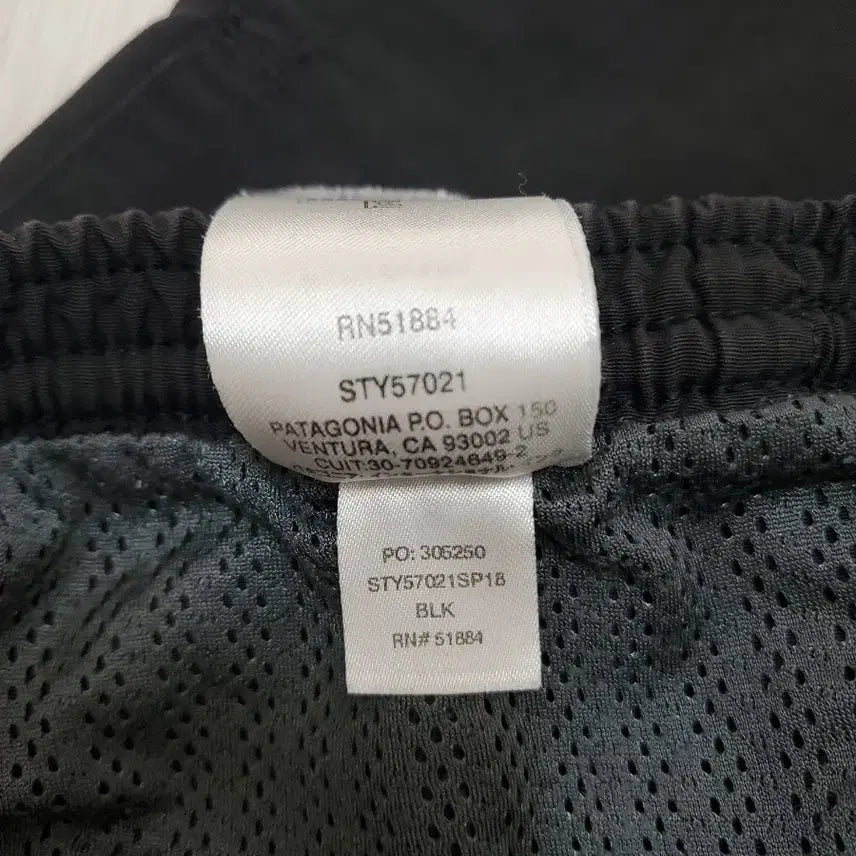 RN51884
STY57021
PATAGONIA P.O. BOX 150
VENTURA, CA 93002 US
CUIT:30-70924649-2
PO: 305250
STY57021SP18
BLK
RN# 51884